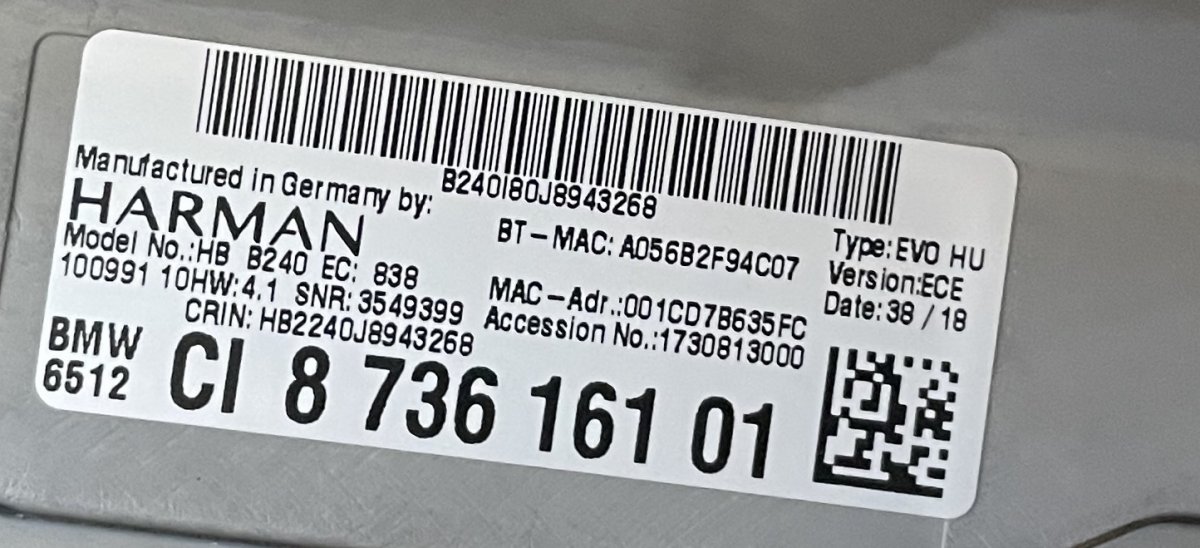 B240I80J8943268
Manufactured in Germany by:
HARMAN
BT-MAC: A056B2F94C07
Type: EVO HU
Model No.:HB B240 EC: 838
Version:ECE
100991 10HW:4.1 SNR: 3549399
MAC-Adr.:001CD7B635FC
Date: 38 / 18
CRIN: HB2240J8943268
Accession No.:1730813000
BMW
6512
CI 8 736 161 01